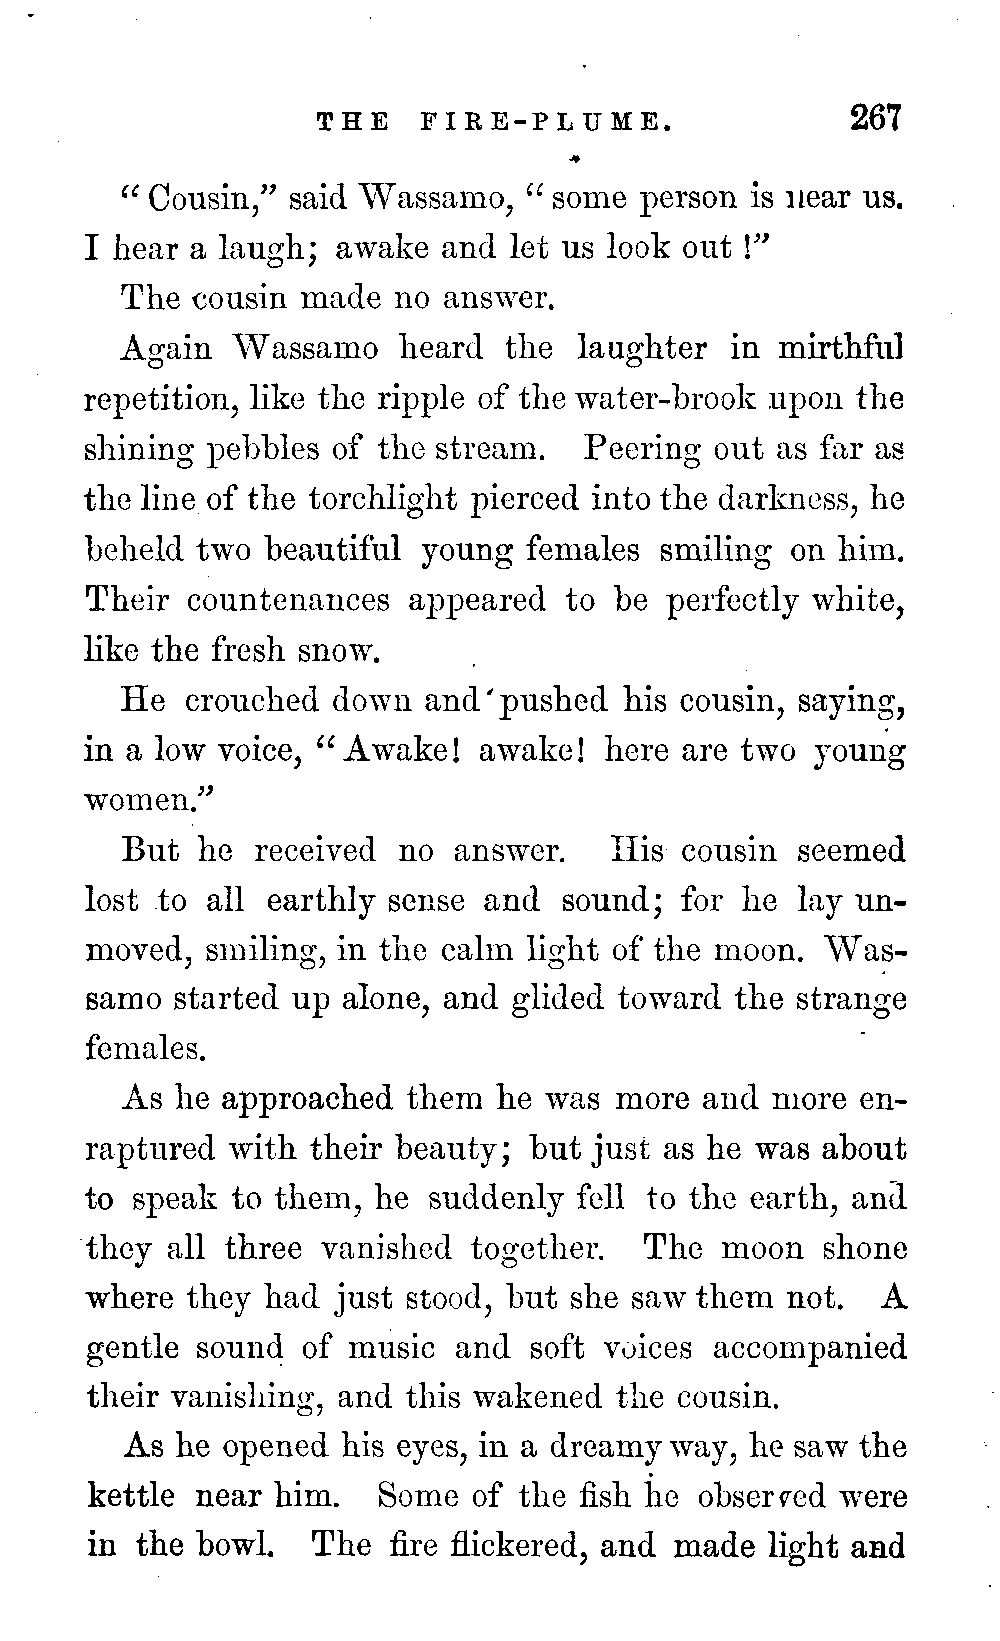 THE FIRE-PLUME. 267
"Cousin," said Wassamo, "some person is near us.
I hear a laugh; awake and let us look out!"
The cousin made no answer.
Again Wassamo heard the laughter in mirthful
repetition, like the ripple of the water-brook upon the
shining pebbles of the stream. Peering out as far as
the line of the torchlight pierced into the darkness, he
beheld two beautiful young females smiling on him.
Their countenances appeared to be perfectly white,
like the fresh snow.
He crouched down and pushed his cousin, saying,
in a low voice, "Awake! awake! here are two young
women."
But he received no answer. His cousin seemed
lost to all earthly sense and sound; for he lay un-
moved, smiling, in the calm light of the moon. Was-
samo started up alone, and glided toward the strange
females.
As he approached them he was more and more en-
raptured with their beauty; but just as he was about
to speak to them, he suddenly fell to the earth, and
they all three vanished together. The moon shone
where they had just stood, but she saw them not. A
gentle sound of music and soft voices accompanied
their vanishing, and this wakened the cousin.
As he opened his eyes, in a dreamy way, he saw the
kettle near him. Some of the fish he observed were
in the bowl. The fire flickered, and made light and